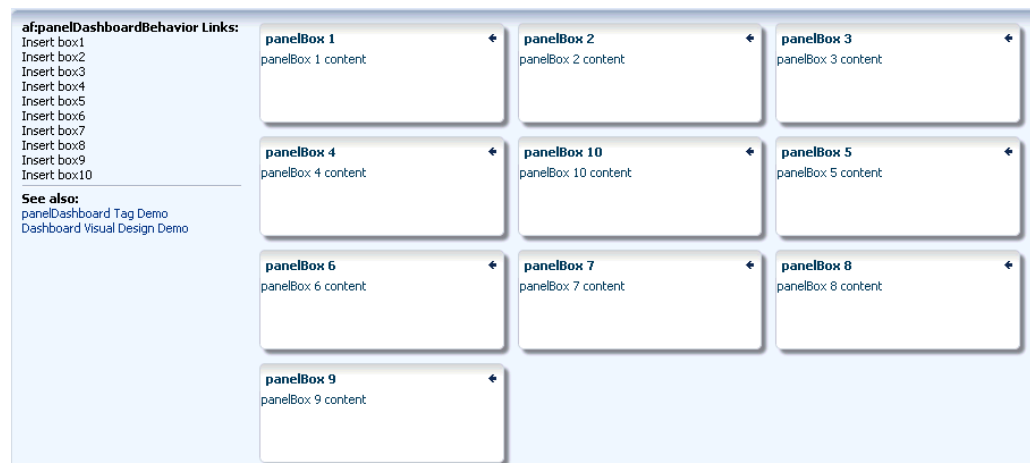 af:panelDashboardBehavior Links:
Insert box1
Insert box2
Insert box3
Insert box4
Insert box5
Insert box6
Insert box7
Insert box8
Insert box9
Insert box10
See also:
panelDashboard Tag Demo
Dashboard Visual Design Demo
panelBox 1
panelBox 1 content
panelBox 2
panelBox 2 content
panelBox 3
panelBox 3 content
panelBox 4
panelBox 4 content
panelBox 10
panelBox 10 content
panelBox 5
panelBox 5 content
panelBox 6
panelBox 6 content
panelBox 7
panelBox 7 content
panelBox 8
panelBox 8 content
panelBox 9
panelBox 9 content